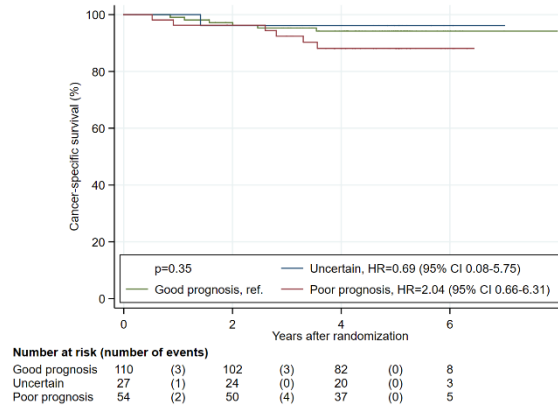 100
80
60
40
20
0
Cancer-specific survival (%)
p=0.35
Uncertain, HR=0.69 (95% CI 0.08-5.75)
Good prognosis, ref.
Poor prognosis, HR=2.04 (95% CI 0.66-6.31)
0 2 4 6
Years after randomization
Number at risk (number of events)
Good prognosis 110 (3) 102 (3) 82 (0) 8
Uncertain 27 (1) 24 (0) 20 (0) 3
Poor prognosis 54 (2) 50 (4) 37 (0) 5